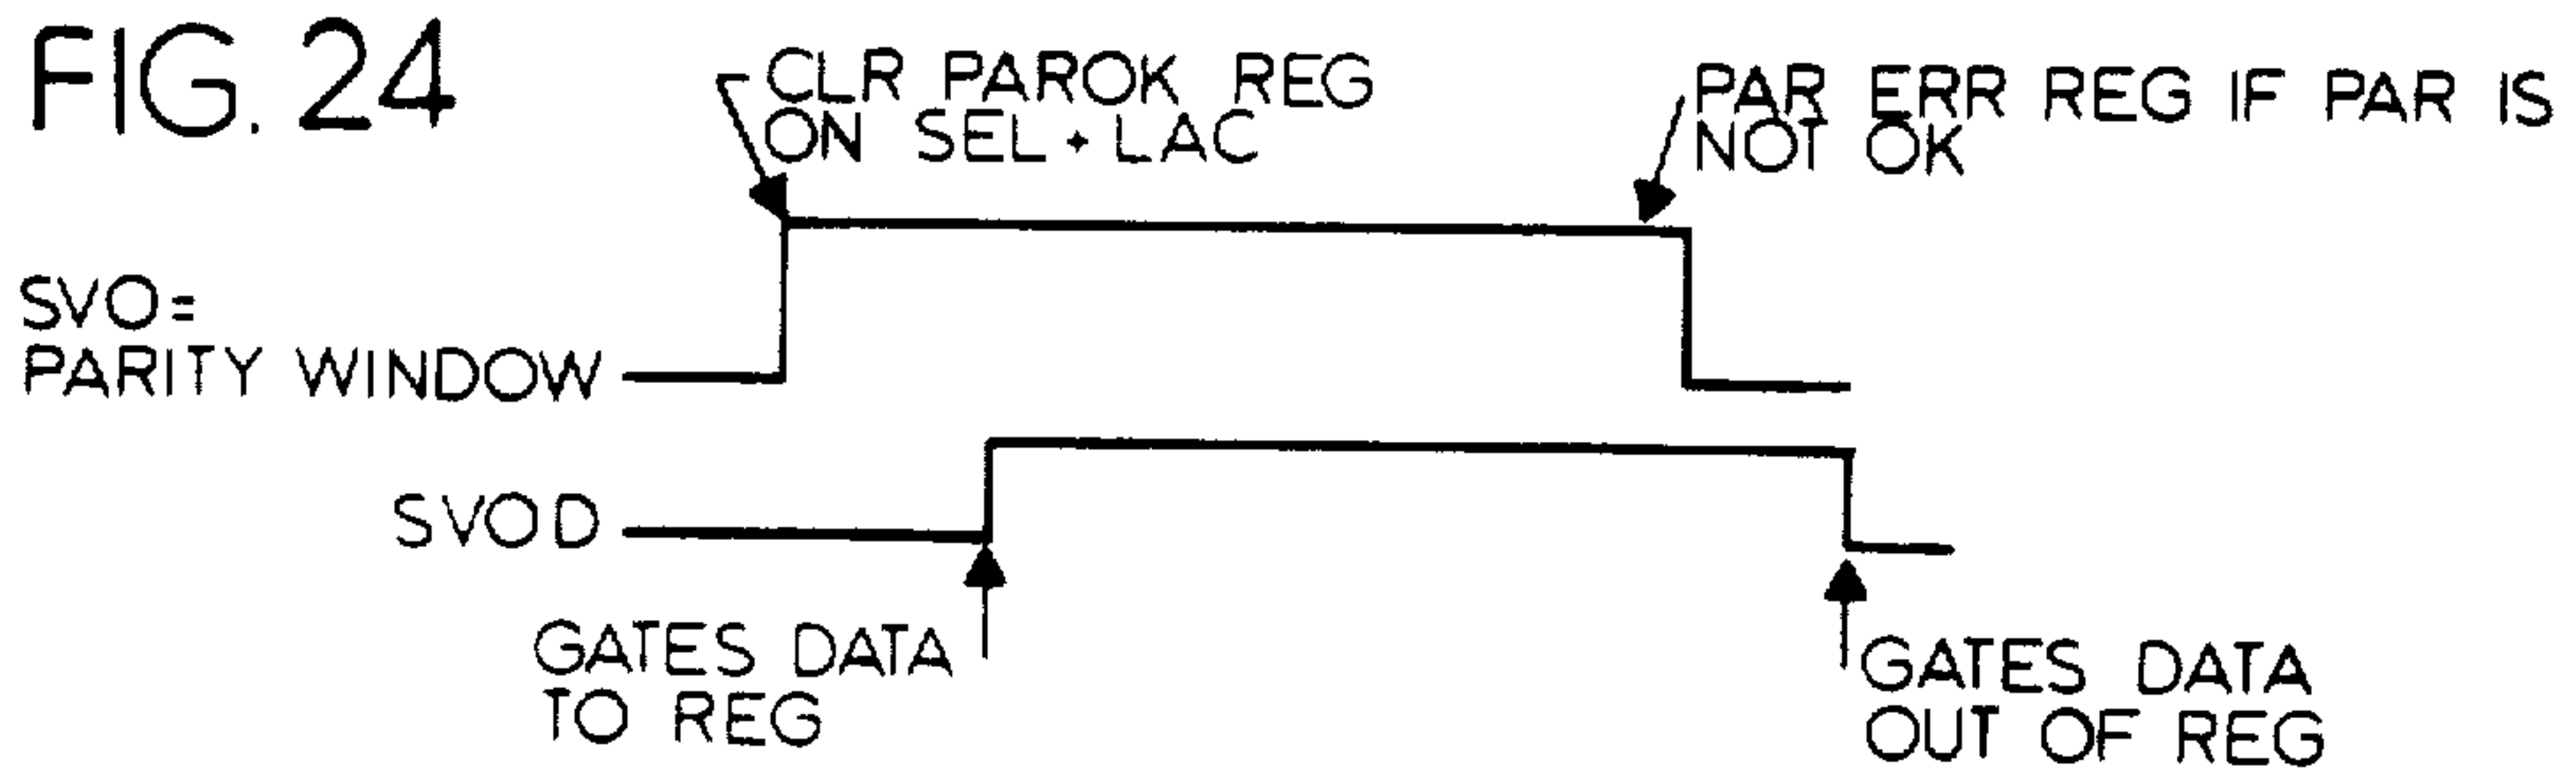 FIG. 24
CLR PAROK REG
ON SEL + LAC
PAR ERR REG IF PAR IS
NOT OK
SVO=
PARITY WINDOW
SVOD
GATES DATA
TO REG
GATES DATA
OUT OF REG